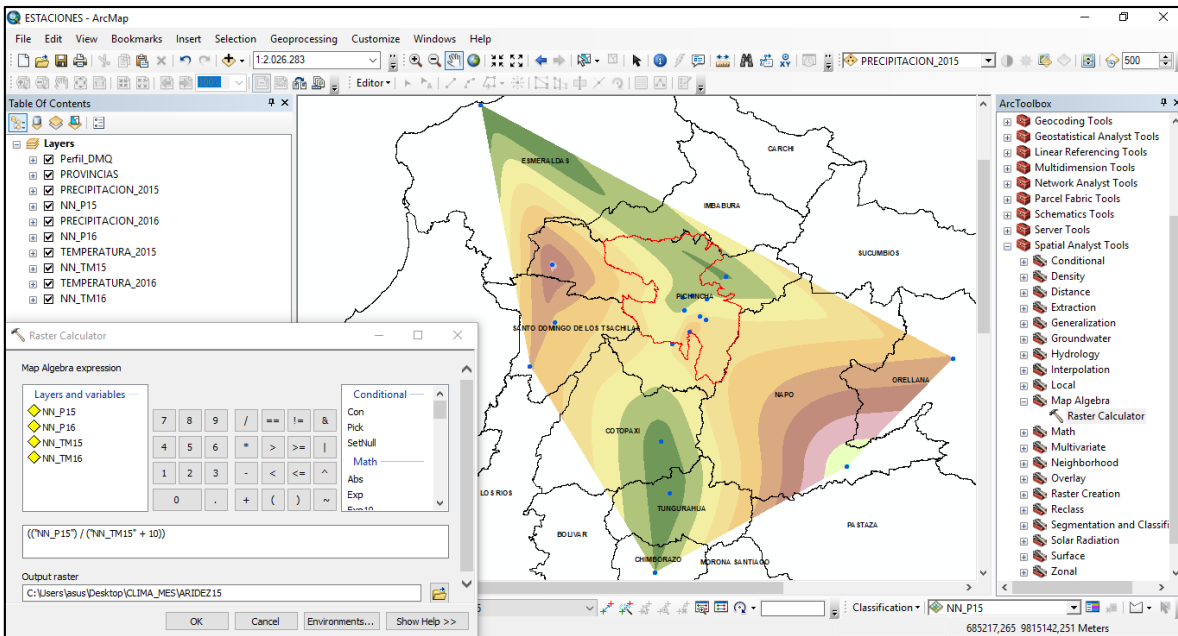 ESTACIONES - ArcMap
File Edit View Bookmarks Insert Selection Geoprocessing Customize Windows Help
1:2.026.283
PRECIPITACION_2015
500
Editor
Table Of Contents
Layers
Perfil_DMQ
PROVINCIAS
PRECIPITACION_2015
NN_P15
PRECIPITACION_2016
NN_P16
TEMPERATURA_2015
NN_TM15
TEMPERATURA_2016
NN_TM16
ESMERALDAS
CARCHI
IMBABURA
SUCUMBIOS
PICHINCHA
SANTO DOMINGO DE LOS TSACHILAS
ORELLANA
NAPO
COTOPAXI
LOS RIOS
TUNGURAHUA
PASTAZA
BOLIVAR
CHIMBORAZO
MORONA SANTIAGO
Raster Calculator
Map Algebra expression
Layers and variables
NN_P15
NN_P16
NN_TM15
NN_TM16
7 8 9 / == != &
4 5 6 * > >= |
1 2 3 - < <= ^
0 . + ( ) ~
Conditional
Con
Pick
SetNull
Math
Abs
Exp
Exp10
(("NN_P15") / ("NN_TM15" + 10))
Output raster
C:\Users\asus\Desktop\CLIMA_MES\ARIDEZ15
OK Cancel Environments... Show Help >>
ArcToolbox
Geocoding Tools
Geostatistical Analyst Tools
Linear Referencing Tools
Multidimension Tools
Network Analyst Tools
Parcel Fabric Tools
Schematics Tools
Server Tools
Spatial Analyst Tools
Conditional
Density
Distance
Extraction
Generalization
Groundwater
Hydrology
Interpolation
Local
Map Algebra
Raster Calculator
Math
Multivariate
Neighborhood
Overlay
Raster Creation
Reclass
Segmentation and Classifi
Solar Radiation
Surface
Zonal
Classification
NN_P15
685217,265 9815142,251 Meters